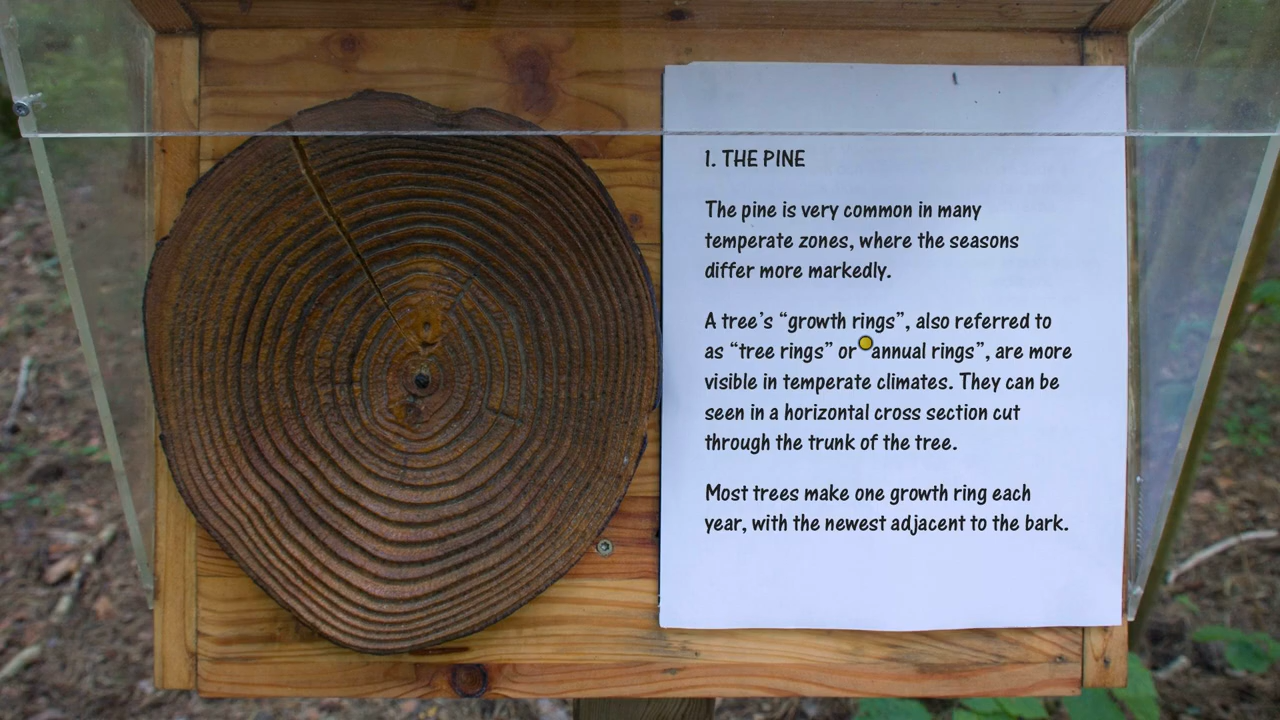 1. THE PINE
The pine is very common in many
temperate zones, where the seasons
differ more markedly.
A tree's “growth rings”, also referred to
as “tree rings” or annual rings”, are more
visible in temperate climates. They can be
seen in a horizontal cross section cut
through the trunk of the tree.
Most trees make one growth ring each
year, with the newest adjacent to the bark.